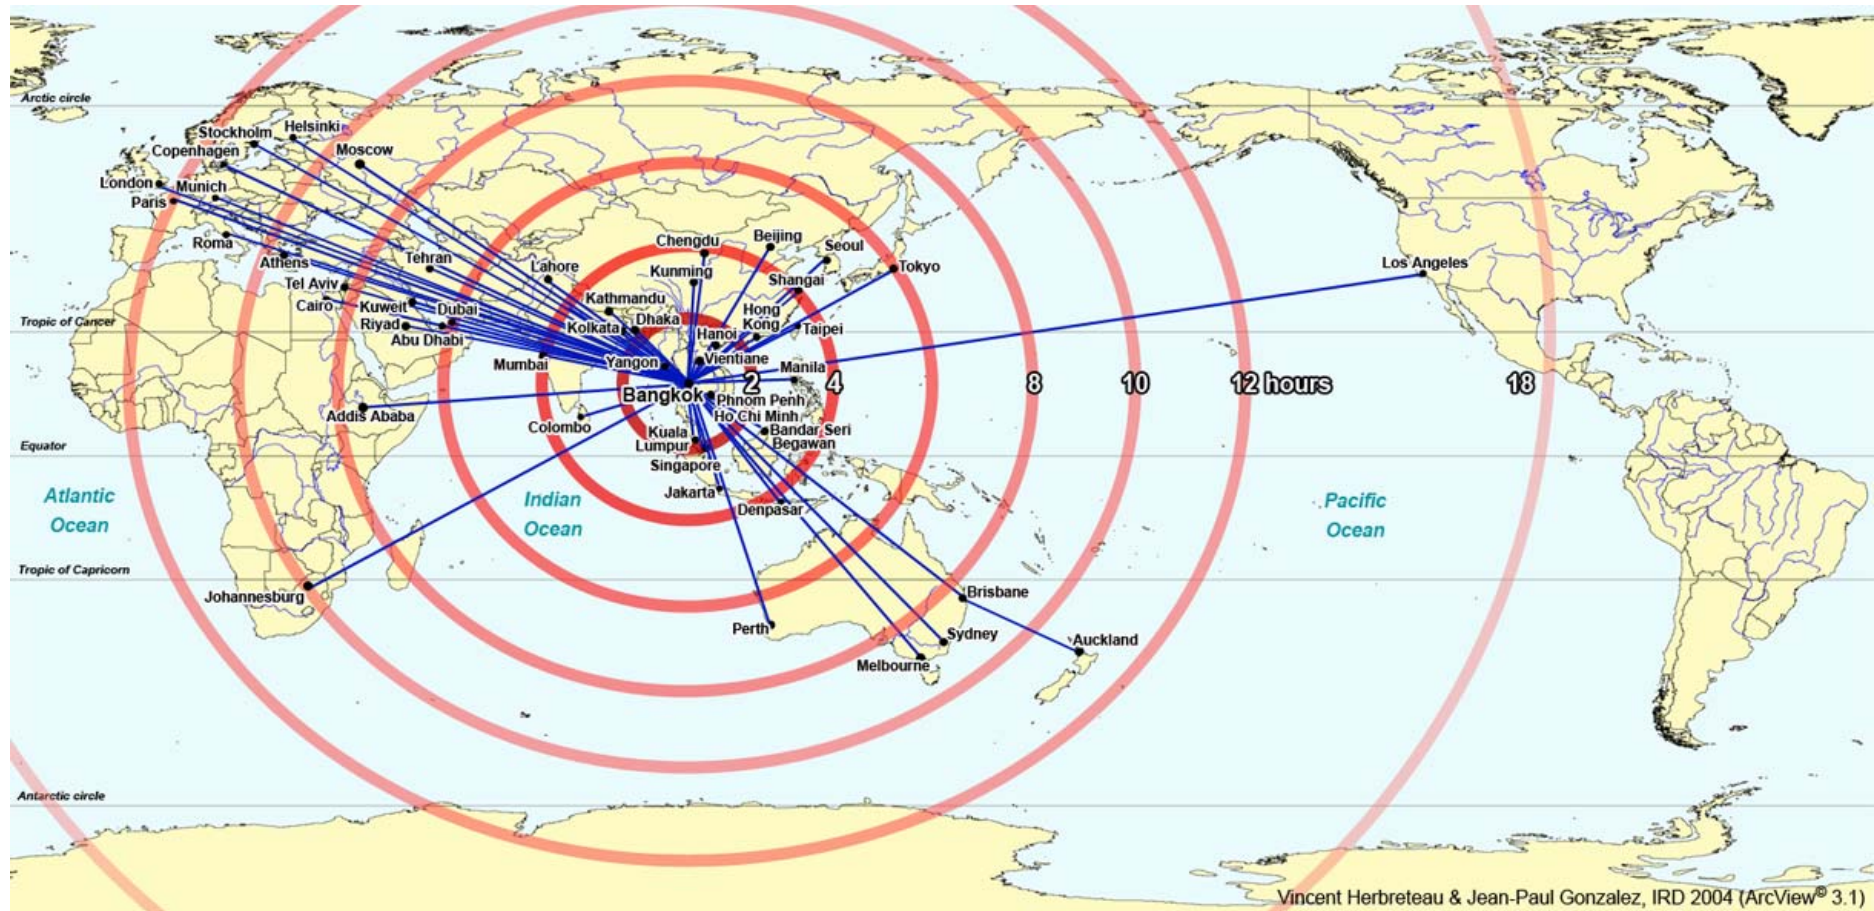 Arctic circle
Stockholm
Helsinki
Copenhagen
Moscow
London
Munich
Paris
Roma
Athens
Tehran
Lahore
Chengdu
Beijing
Seoul
Tokyo
Los Angeles
Kunming
Shangai
Tel Aviv
Cairo
Kuweit
Dubai
Kathmandu
Hong
Kong
Tropic of Cancer
Riyad
Abu Dhabi
Kolkata
Dhaka
Hanoi
Taipei
Mumbai
Yangon
Vientiane
Manila
Bangkok
2
4
8
10
12 hours
18
Phnom Penh
Addis Ababa
Ho Chi Minh
Colombo
Kuala
Lumpur
Bandar Seri
Begawan
Equator
Singapore
Jakarta
Denpasar
Atlantic
Ocean
Indian
Ocean
Pacific
Ocean
Tropic of Capricorn
Johannesburg
Brisbane
Perth
Sydney
Auckland
Melbourne
Antarctic circle
Vincent Herbreteau & Jean-Paul Gonzalez, IRD 2004 (ArcView© 3.1)